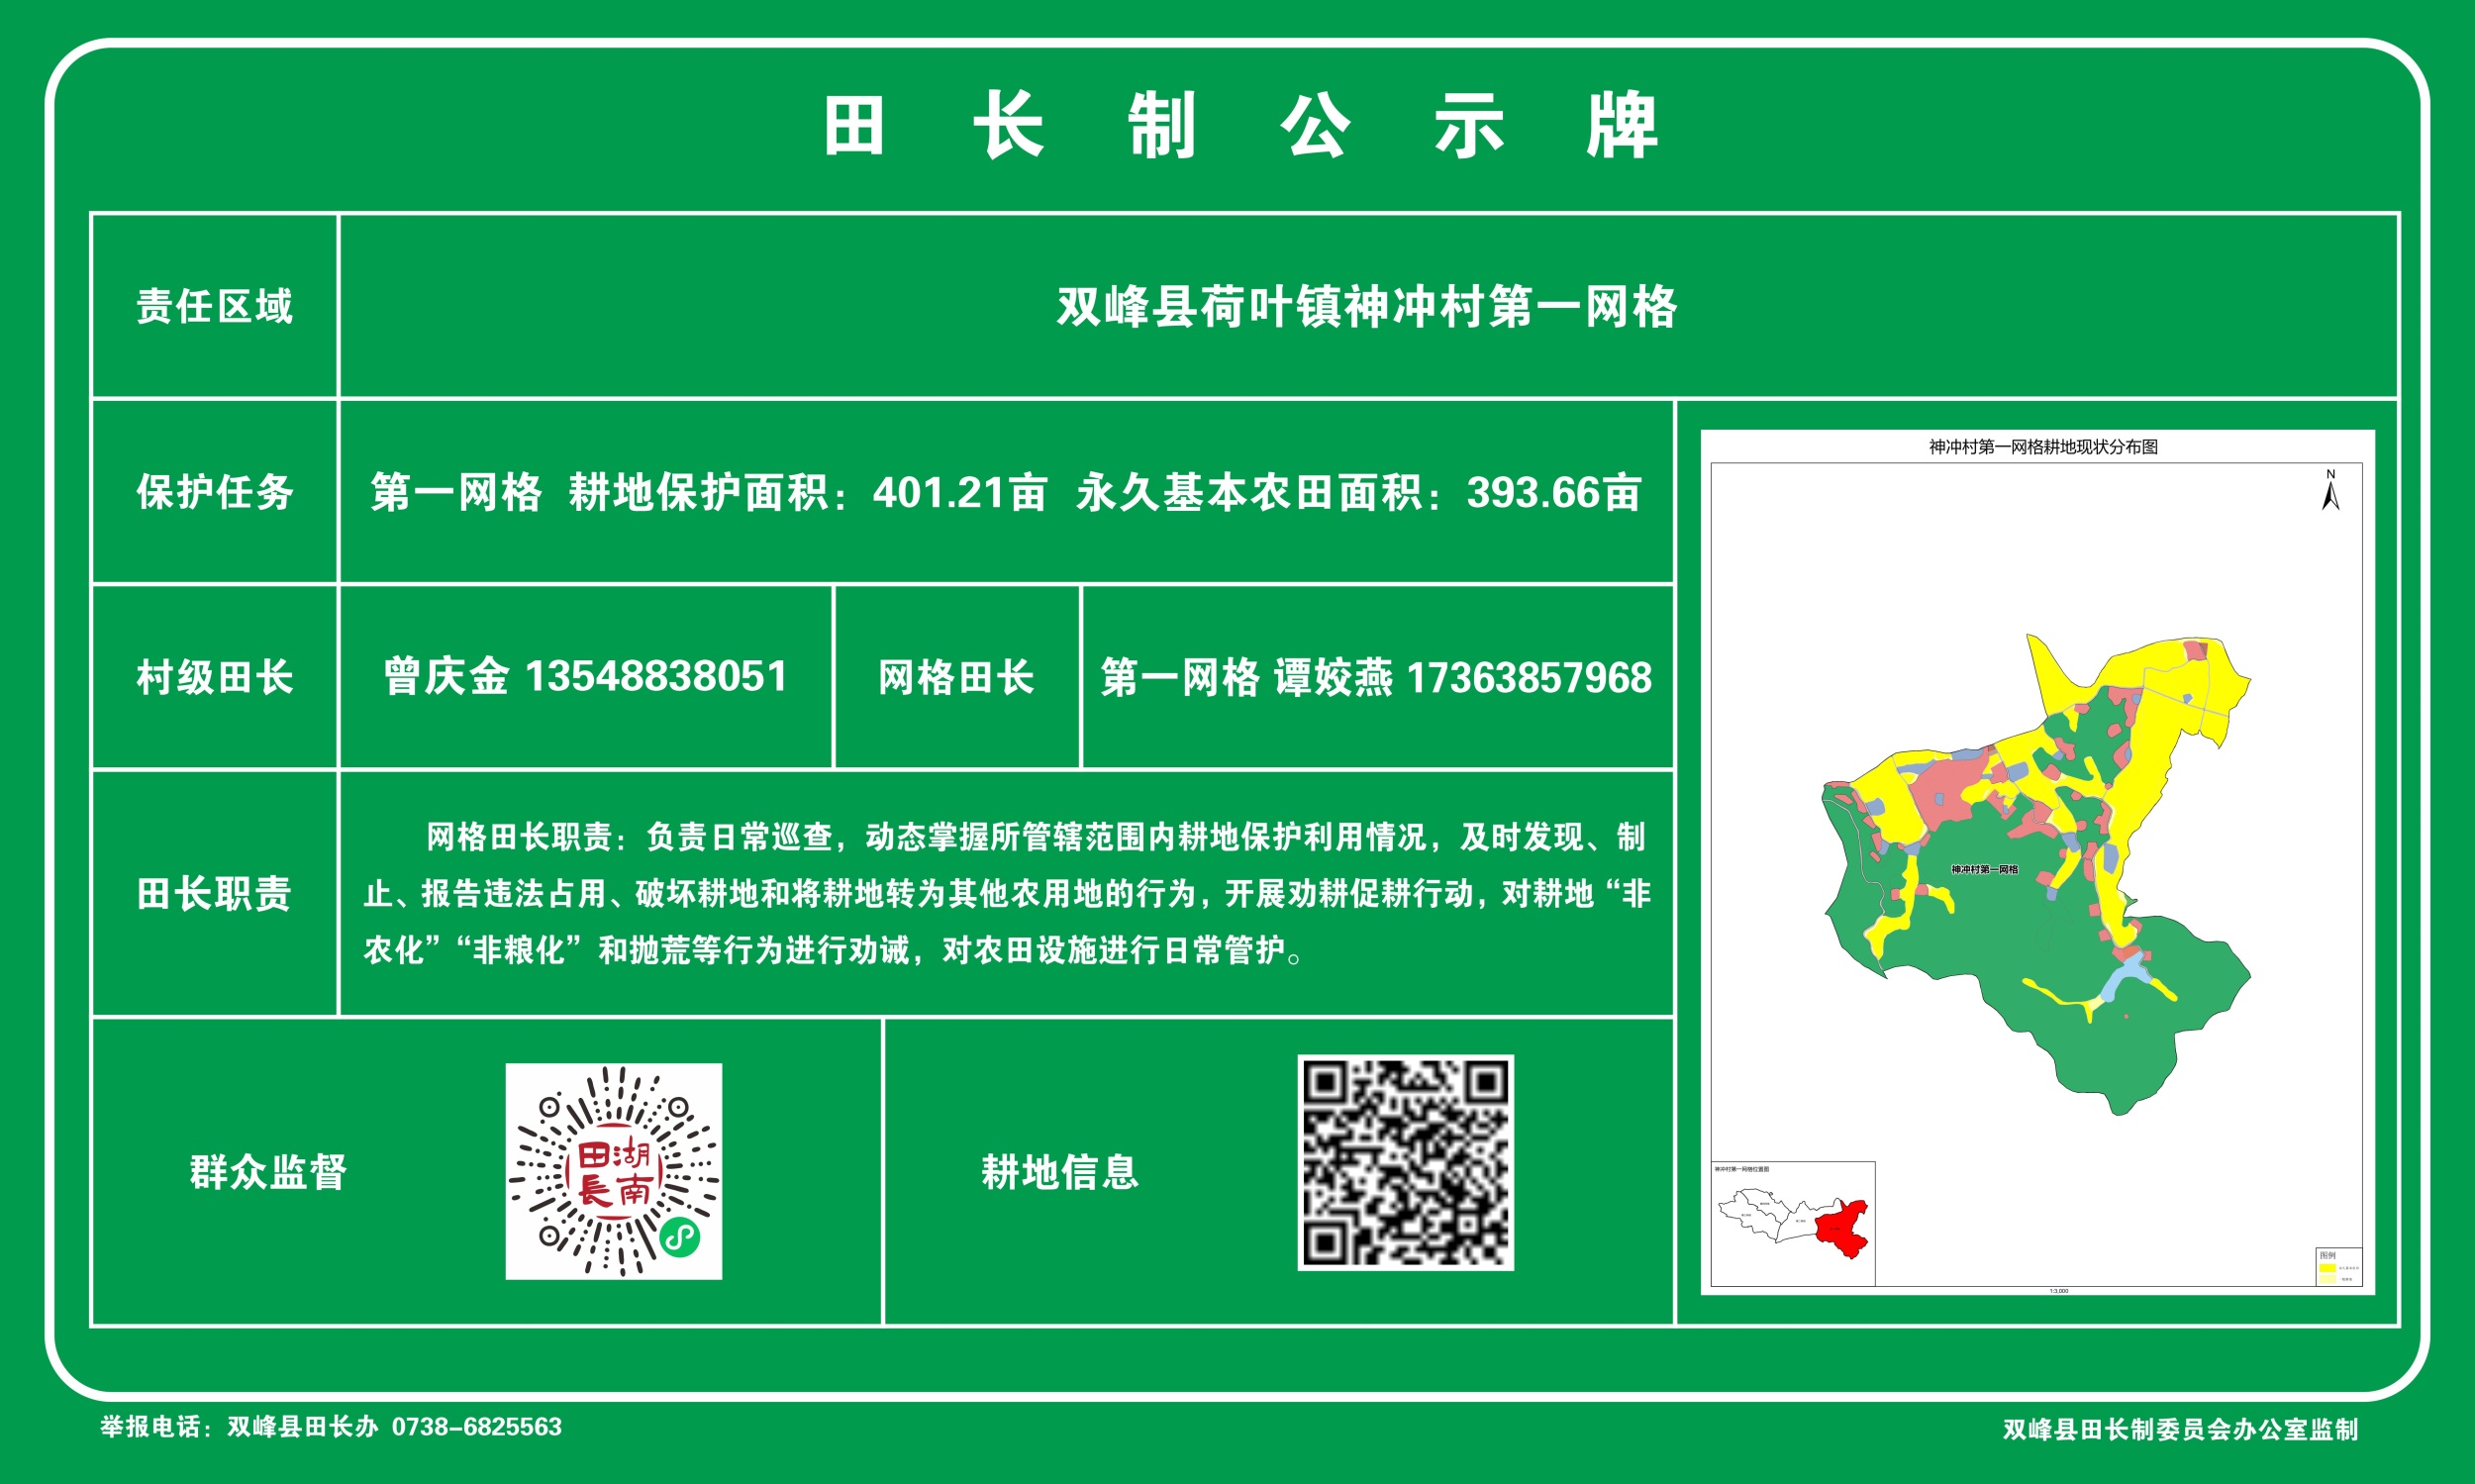 田长制公示牌
责任区域
双峰县荷叶镇神冲村第一网格
保护任务
第一网格 耕地保护面积：401.21亩 永久基本农田面积：393.66亩
村级田长
曾庆金 13548838051
网格田长
第一网格 谭姣燕 17363857968
田长职责
网格田长职责：负责日常巡查，动态掌握所管辖范围内耕地保护利用情况，及时发现、制
止、报告违法占用、破坏耕地和将耕地转为其他农用地的行为，开展劝耕促耕行动，对耕地“非
农化”“非粮化”和抛荒等行为进行劝诫，对农田设施进行日常管护。
群众监督
田湖
長南
耕地信息
神冲村第一网格耕地现状分布图
N
神冲村第一网格
神冲村第一网格位置图
图例
1:3,000
举报电话：双峰县田长办 0738-6825563
双峰县田长制委员会办公室监制